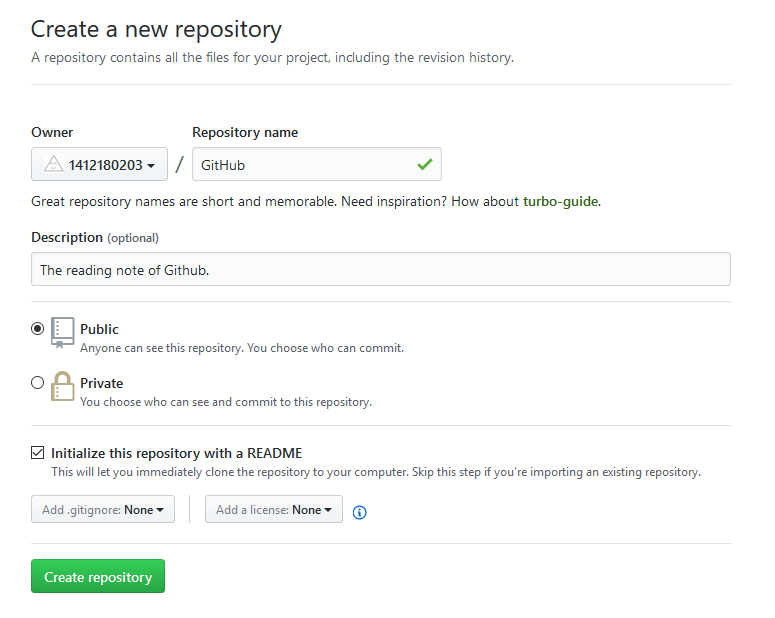 Create a new repository
A repository contains all the files for your project, including the revision history.
Owner
Repository name
1412180203
/
GitHub
Great repository names are short and memorable. Need inspiration? How about turbo-guide.
Description (optional)
The reading note of Github.
Public
Anyone can see this repository. You choose who can commit.
Private
You choose who can see and commit to this repository.
Initialize this repository with a README
This will let you immediately clone the repository to your computer. Skip this step if you're importing an existing repository.
Add .gitignore: None
Add a license: None
Create repository